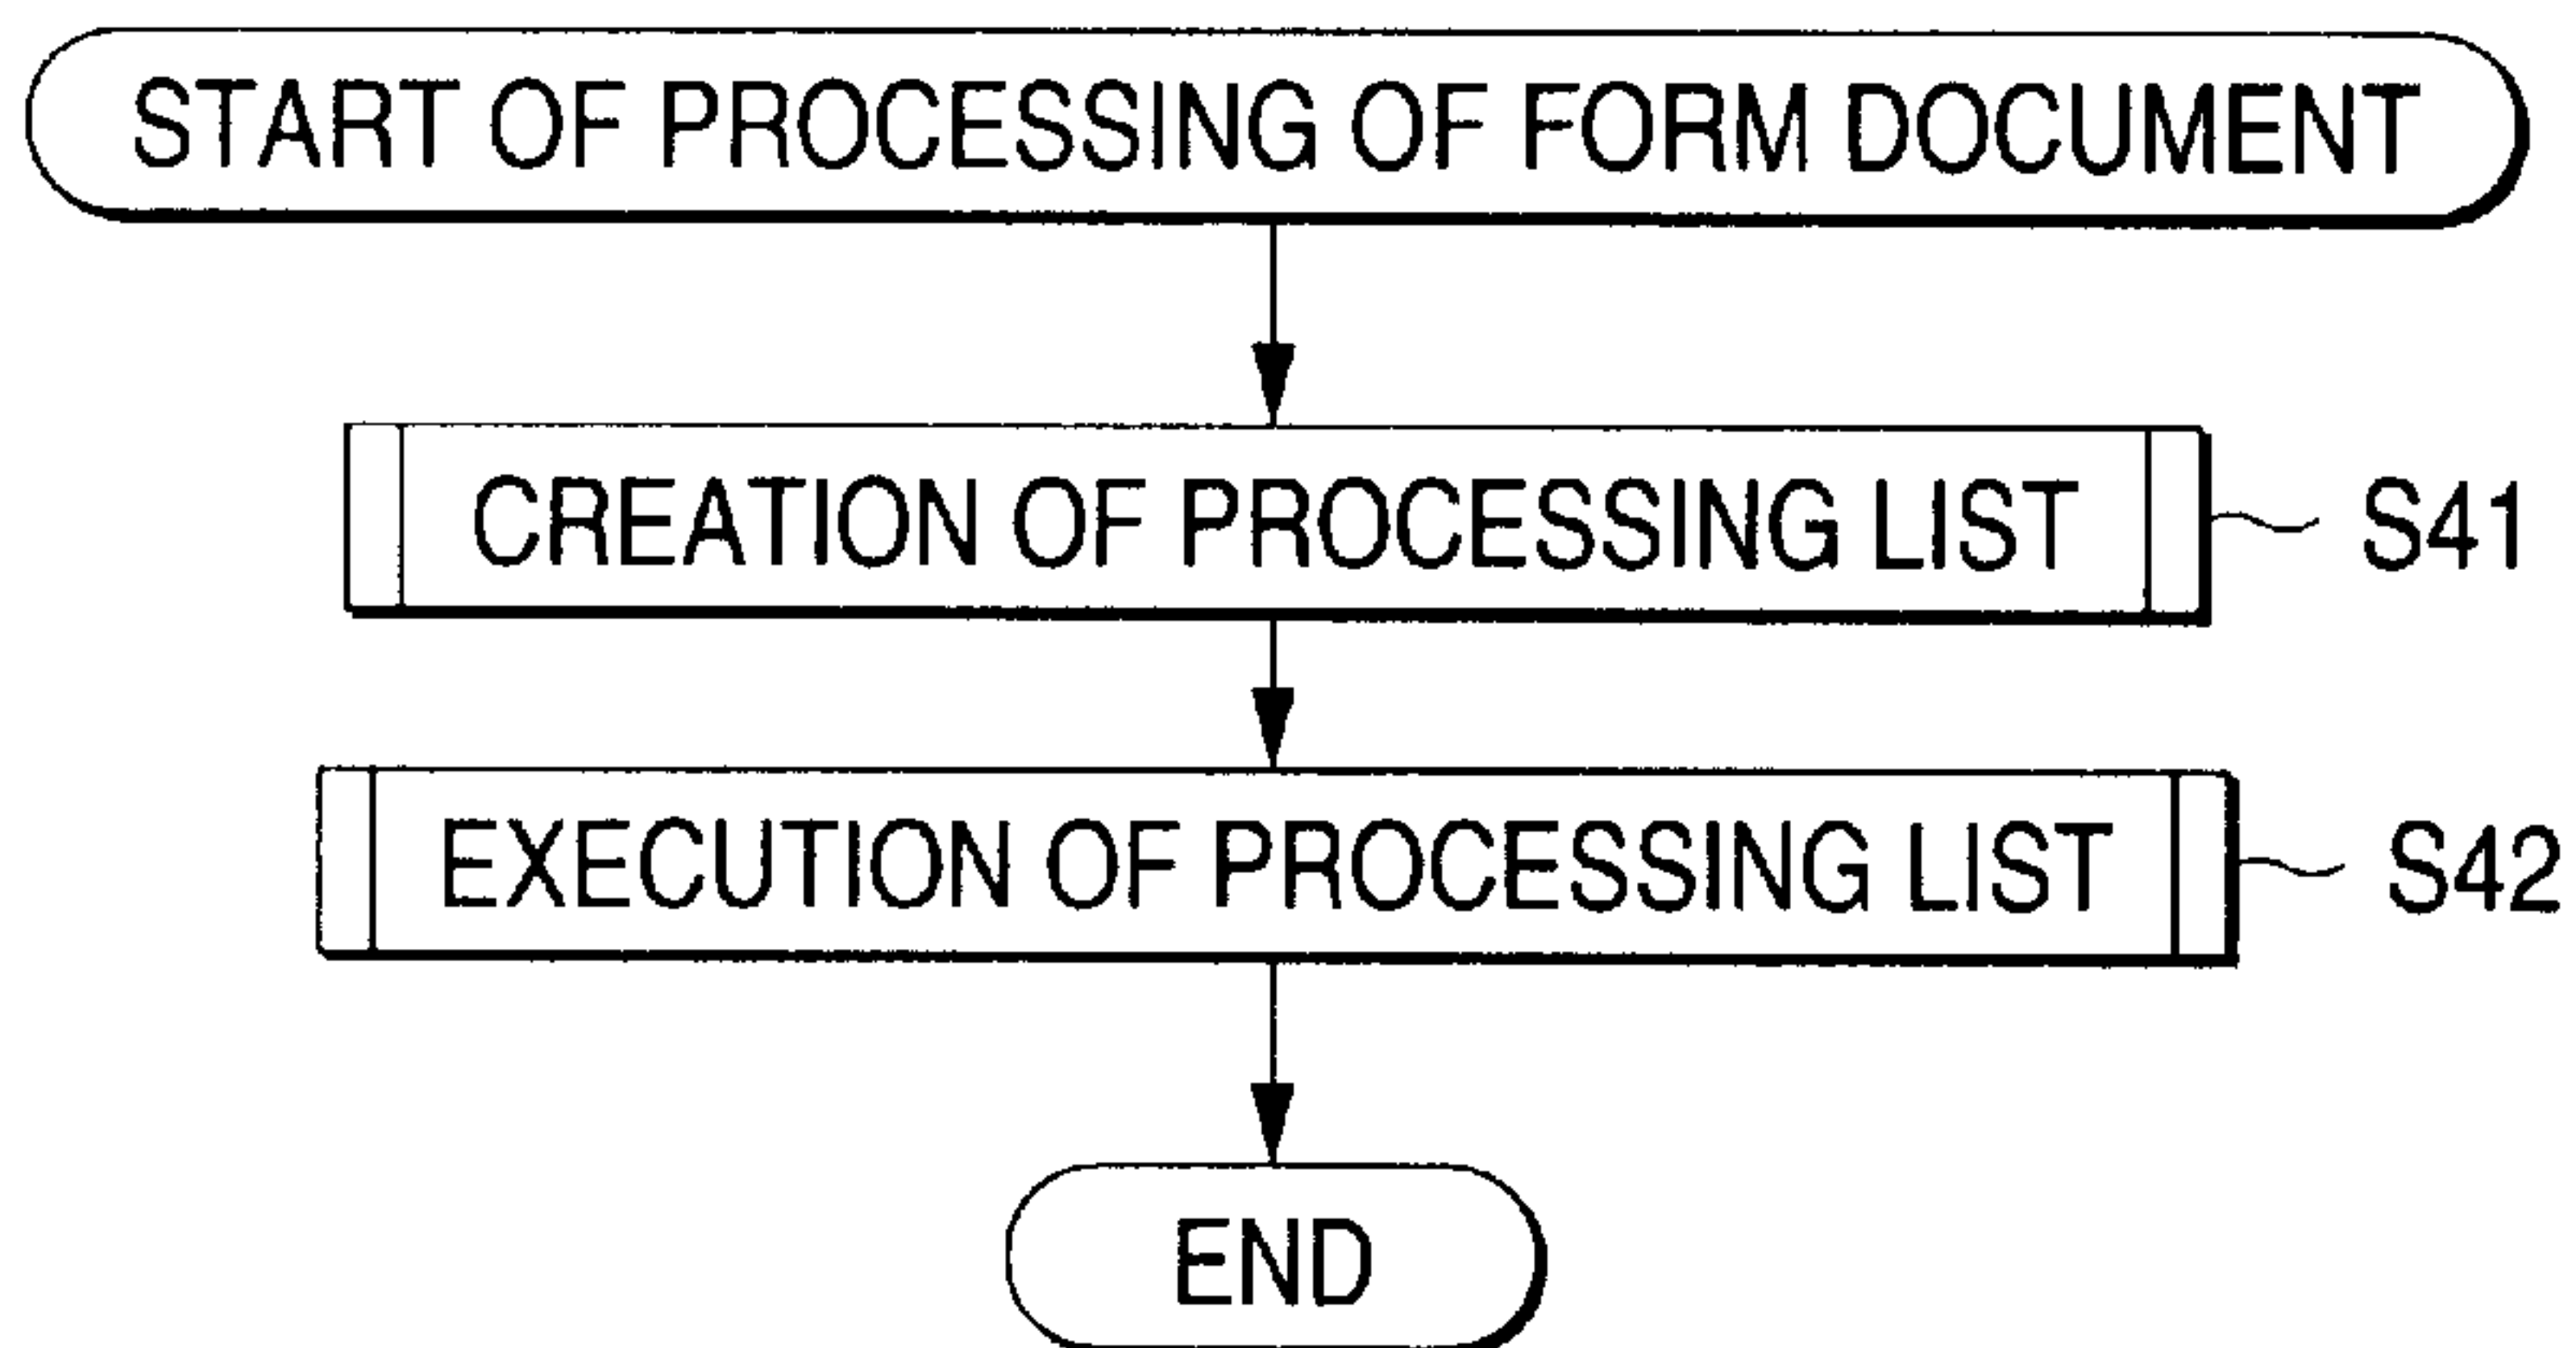 START OF PROCESSING OF FORM DOCUMENT
CREATION OF PROCESSING LIST S41
EXECUTION OF PROCESSING LIST S42
END